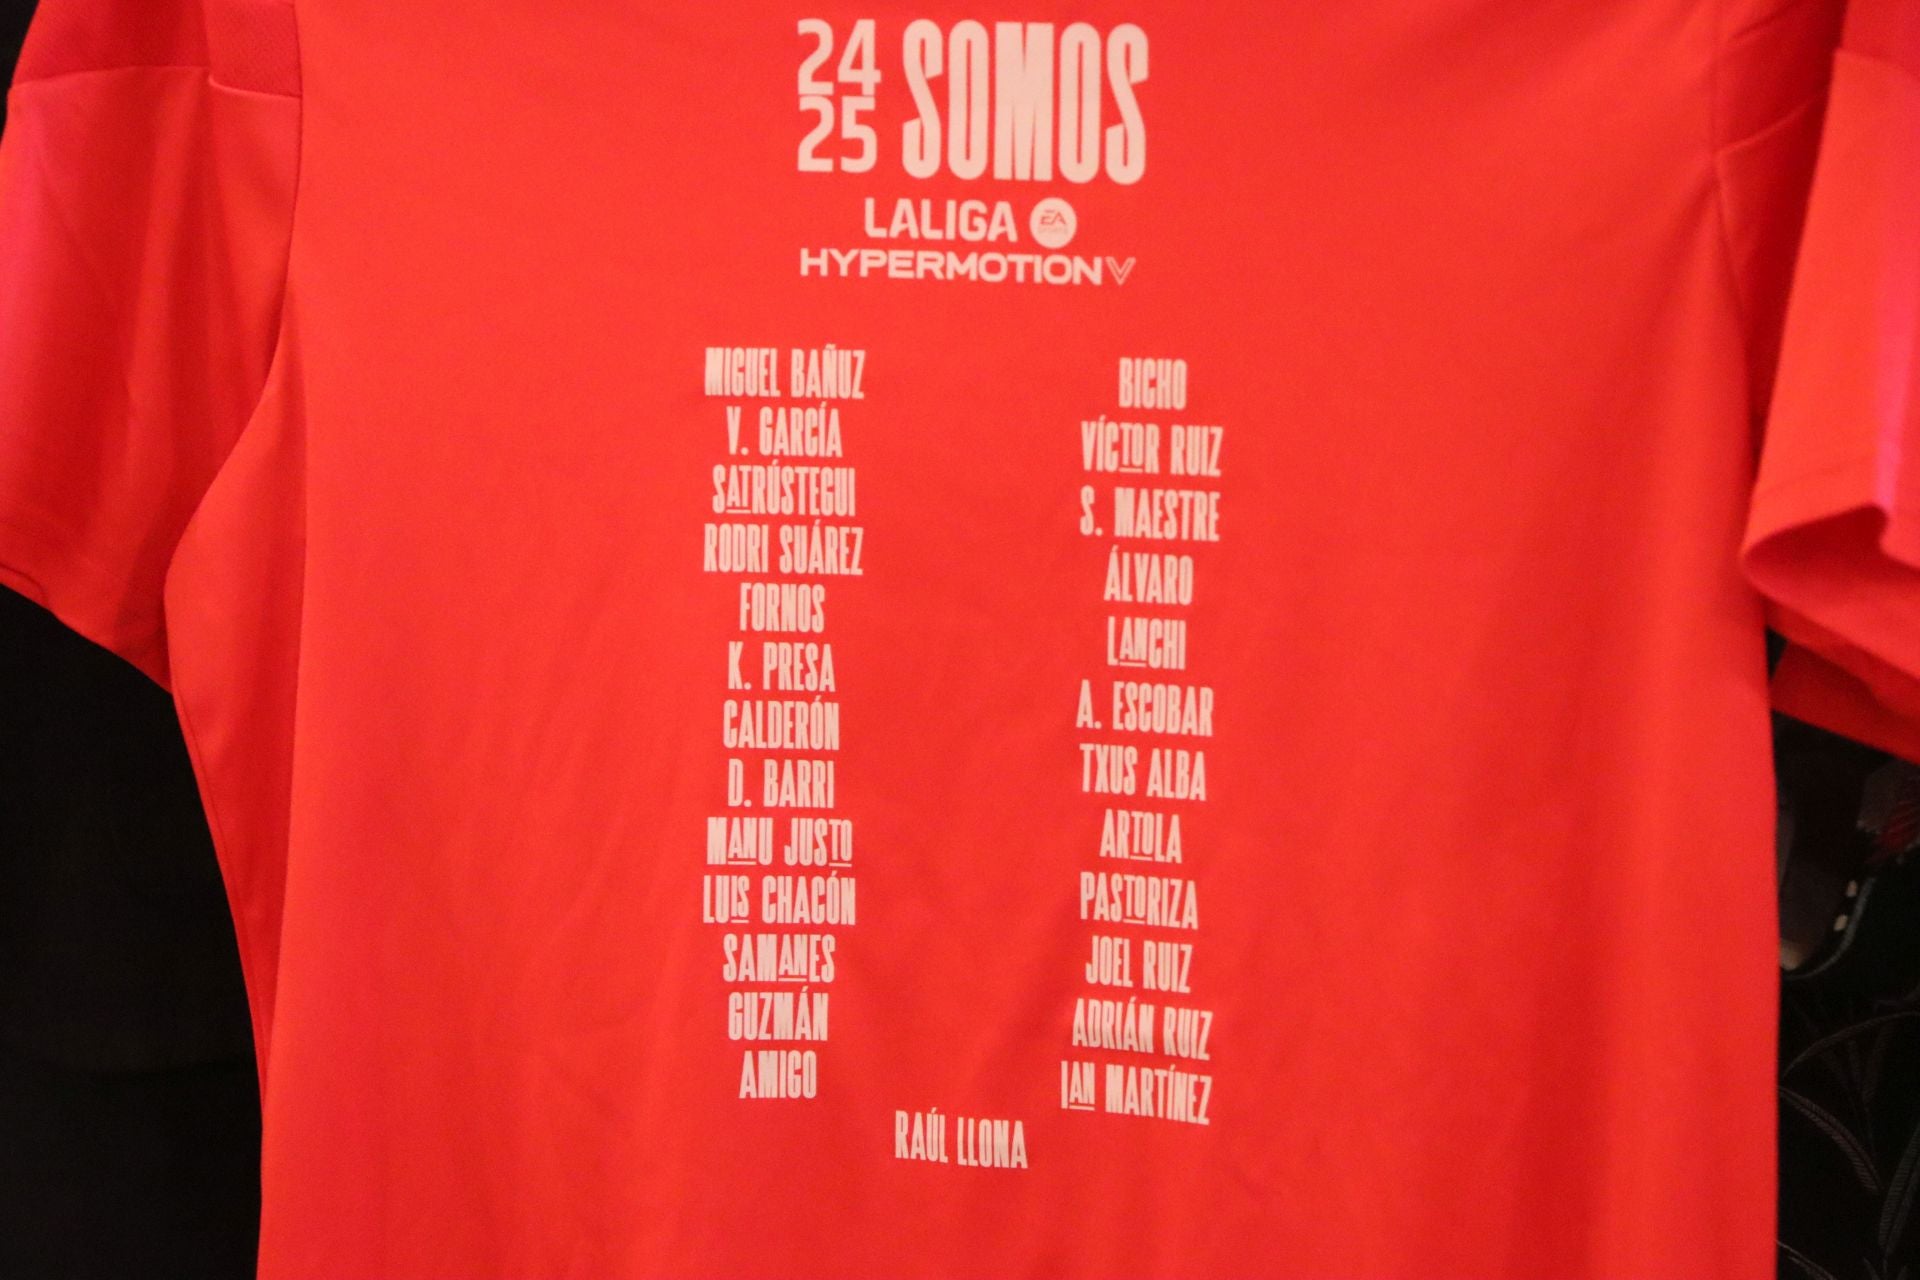 24
25
SOMOS
LALIGA EA SPORTS
HYPERMOTION
MIGUEL BAÑUZ
V. GARCÍA
SATRÚSTEGUI
RODRI SUÁREZ
FORNOS
K. PRESA
CALDERÓN
D. BARRI
MANU JUSTO
LUIS CHACÓN
SAMANES
GUZMÁN
AMIGO
BICHO
VÍCTOR RUIZ
S. MAESTRE
ÁLVARO
LANCHI
A. ESCOBAR
TXUS ALBA
ARTOLA
PASTORIZA
JOEL RUIZ
ADRIÁN RUIZ
IAN MARTÍNEZ
RAÚL LLONA